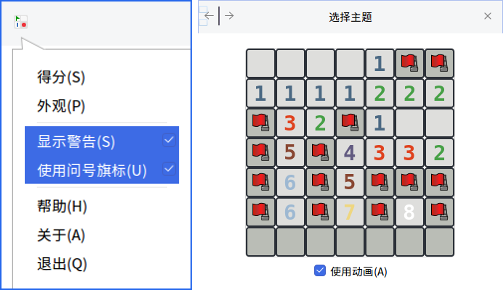 得分(S)
外观(P)
显示警告(S)
使用问号旗标(U)
帮助(H)
关于(A)
退出(Q)
选择主题
1
1 1 1 1 2 2 2
3 2 1
5 4 3 3 2
6 5
6 7 8
使用动画(A)